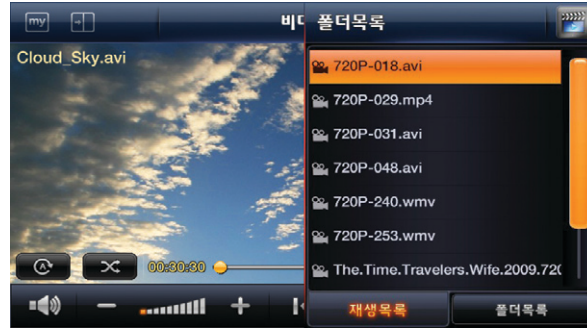 my
비디
폴더목록
Cloud_Sky.avi
720P-018.avi
720P-029.mp4
720P-031.avi
720P-048.avi
720P-240.wmv
720P-253.wmv
The.Time.Travelers.Wife.2009.720
A
00:30:30
재생목록
폴더목록